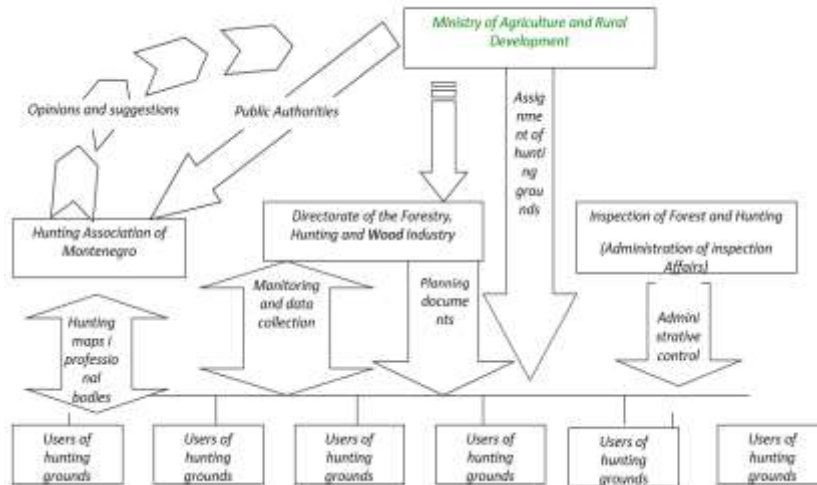 Ministry of Agriculture and Rural
Development
Opinions and suggestions
Public Authorities
Assig
nme
nt of
hunti
ng
grou
nds
Hunting Association of
Montenegro
Directorate of the Forestry,
Hunting and Wood Industry
Inspection of Forest and Hunting
(Administration of inspection
Affairs)
Hunting
maps i
professio
nal
bodies
Monitoring
and data
collection
Planning
docume
nts
Admini
strative
control
Users of
hunting
grounds
Users of
hunting
grounds
Users of
hunting
grounds
Users of
hunting
grounds
Users of
hunting
grounds
Users of
hunting
grounds